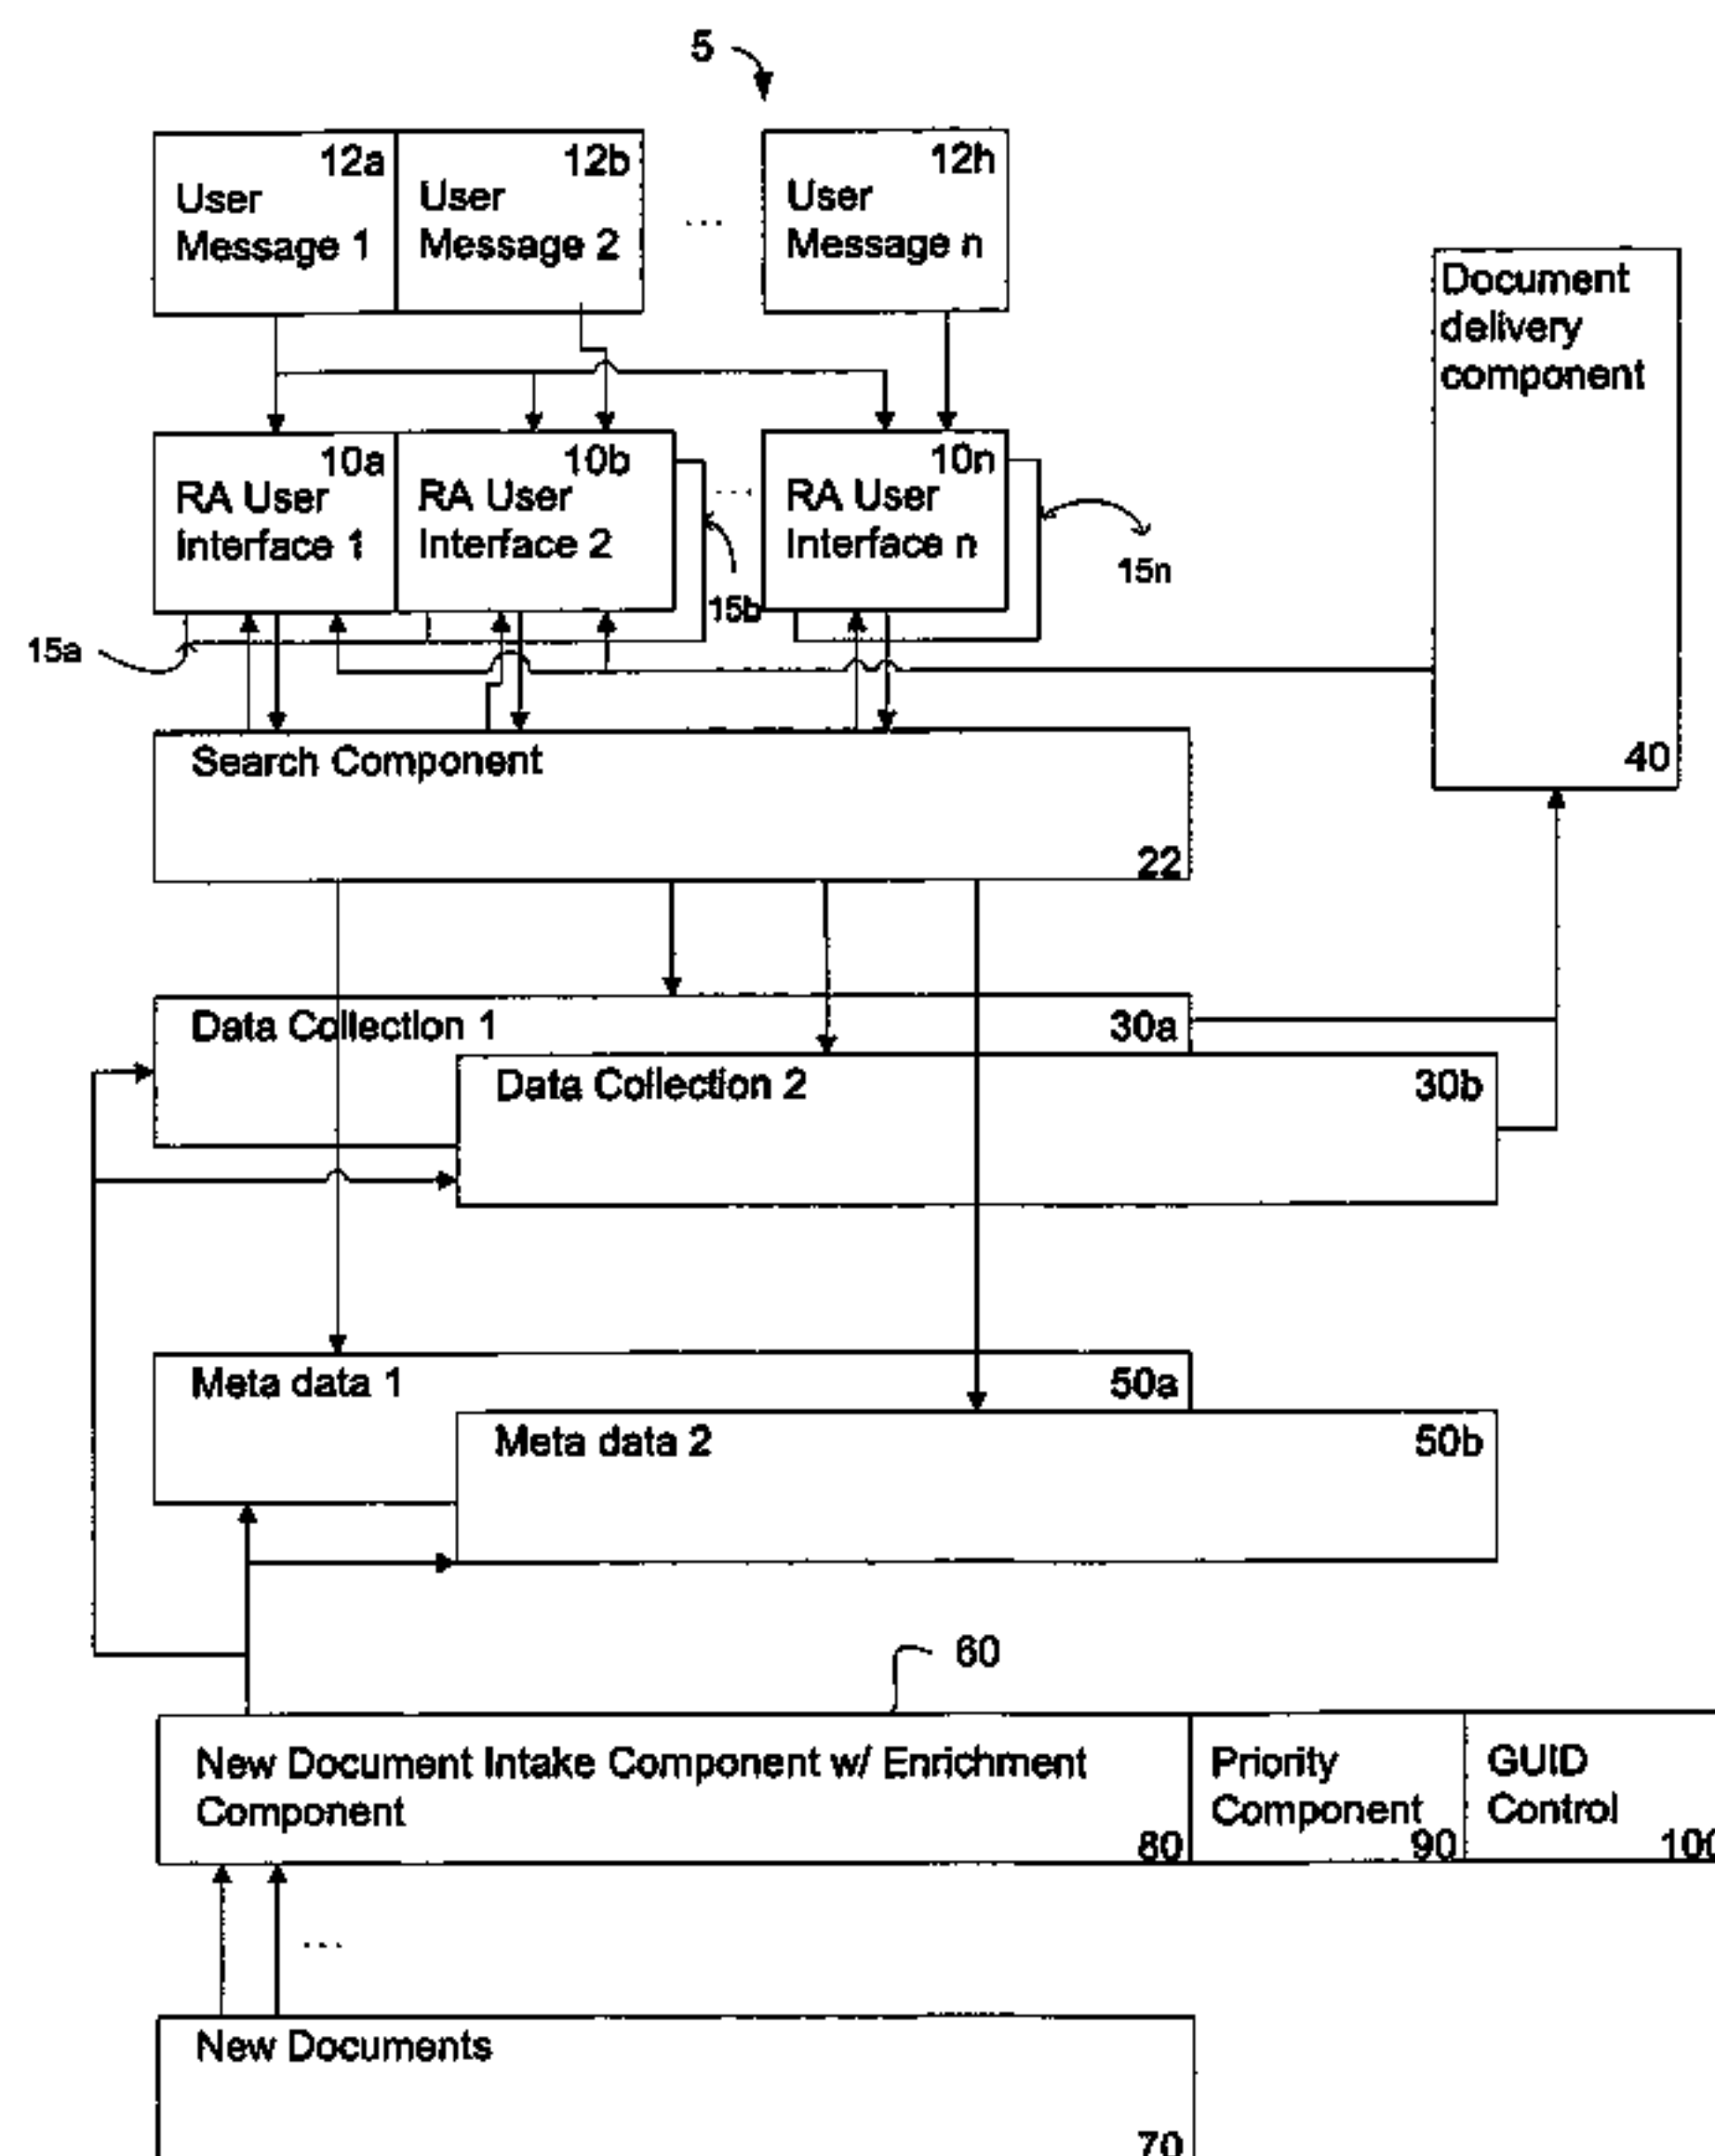 5
12a
User
Message 1
12b
User
Message 2
...
12h
User
Message n
Document
delivery
component
40
10a
RA User
Interface 1
10b
RA User
Interface 2
...
10n
RA User
Interface n
15a
15b
15n
Search Component
22
Data Collection 1
30a
Data Collection 2
30b
Meta data 1
50a
Meta data 2
50b
60
New Document Intake Component w/ Enrichment
Component
80
Priority
Component
90
GUID
Control
100
...
New Documents
70